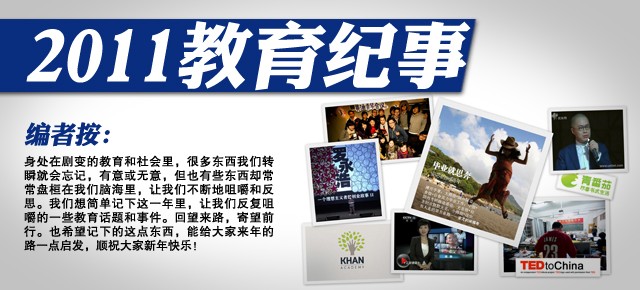 2011教育纪事
编者按：
身处在剧变的教育和社会里，很多东西我们转
瞬就会忘记，有意或无意，但也有些东西却常
常盘桓在我们脑海里，让我们不断地咀嚼和反
思。我们想简单记下这一年里，让我们反复咀
嚼的一些教育话题和事件。回望来路，寄望前
行。也希望记下的这点东西，能给大家来年的
路一点启发，顺祝大家新年快乐！
毕业就思考
青番茄
KHAN
ACADEMY
TEDtoChina